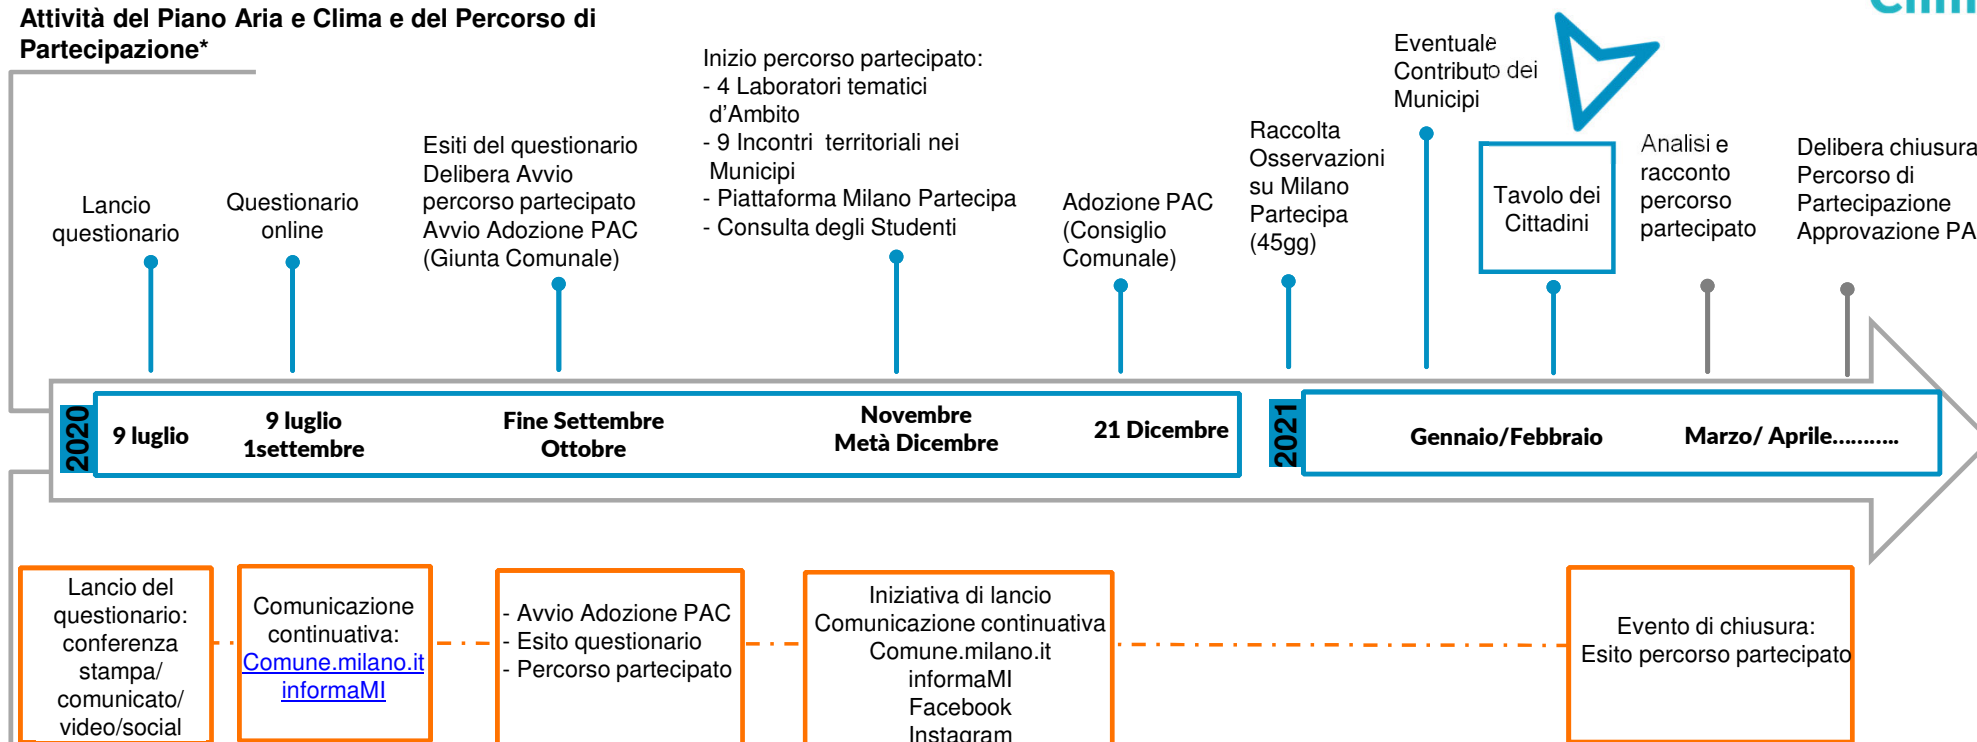 Attività del Piano Aria e Clima e del Percorso di
Partecipazione*
Lancio
questionario
Questionario
online
Esiti del questionario
Delibera Avvio
percorso partecipato
Avvio Adozione PAC
(Giunta Comunale)
Inizio percorso partecipato:
- 4 Laboratori tematici
d'Ambito
- 9 Incontri territoriali nei
Municipi
- Piattaforma Milano Partecipa
- Consulta degli Studenti
Adozione PAC
(Consiglio
Comunale)
Raccolta
Osservazioni
su Milano
Partecipa
(45gg)
Eventuale
Contributo dei
Municipi
Tavolo dei
Cittadini
Analisi e
racconto
percorso
partecipato
Delibera chiusura
Percorso di
Partecipazione
Approvazione PA
2020
9 luglio
9 luglio
1settembre
Fine Settembre
Ottobre
Novembre
Metà Dicembre
21 Dicembre
2021
Gennaio/Febbraio
Marzo/ Aprile...........
Lancio del
questionario:
conferenza
stampa/
comunicato/
video/social
Comunicazione
continuativa:
Comune.milano.it
informaMI
- Avvio Adozione PAC
- Esito questionario
- Percorso partecipato
Iniziativa di lancio
Comunicazione continuativa
Comune.milano.it
informaMI
Facebook
Instagram
Evento di chiusura:
Esito percorso partecipato